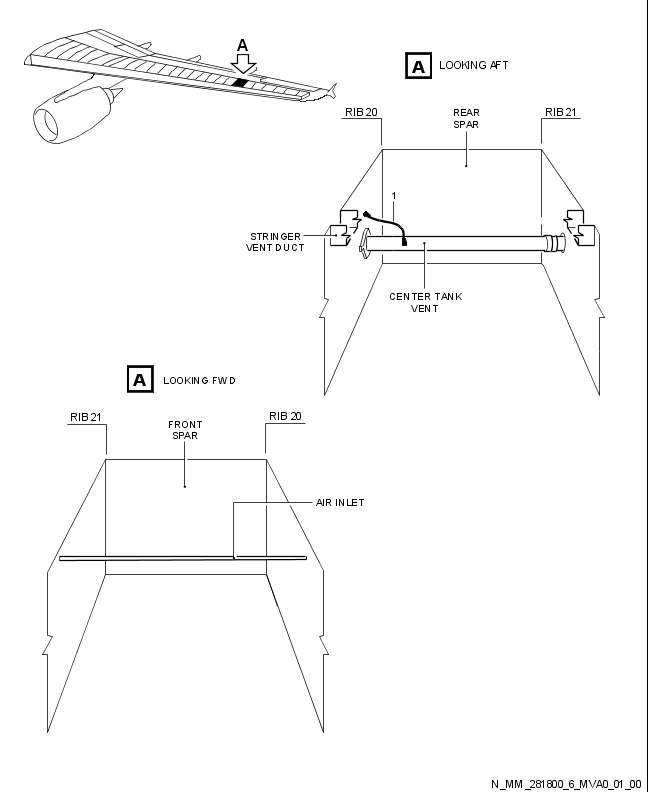 A
A LOOKING AFT
RIB 20
REAR
SPAR
RIB 21
1
STRINGER
VENT DUCT
CENTER TANK
VENT
A LOOKING FWD
RIB 21
FRONT
SPAR
RIB 20
AIR INLET
N_MM_281800_6_MVA0_01_00